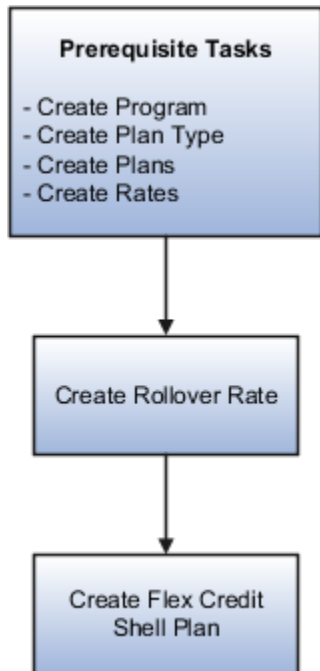 Prerequisite Tasks
- Create Program
- Create Plan Type
- Create Plans
- Create Rates
Create Rollover Rate
Create Flex Credit
Shell Plan